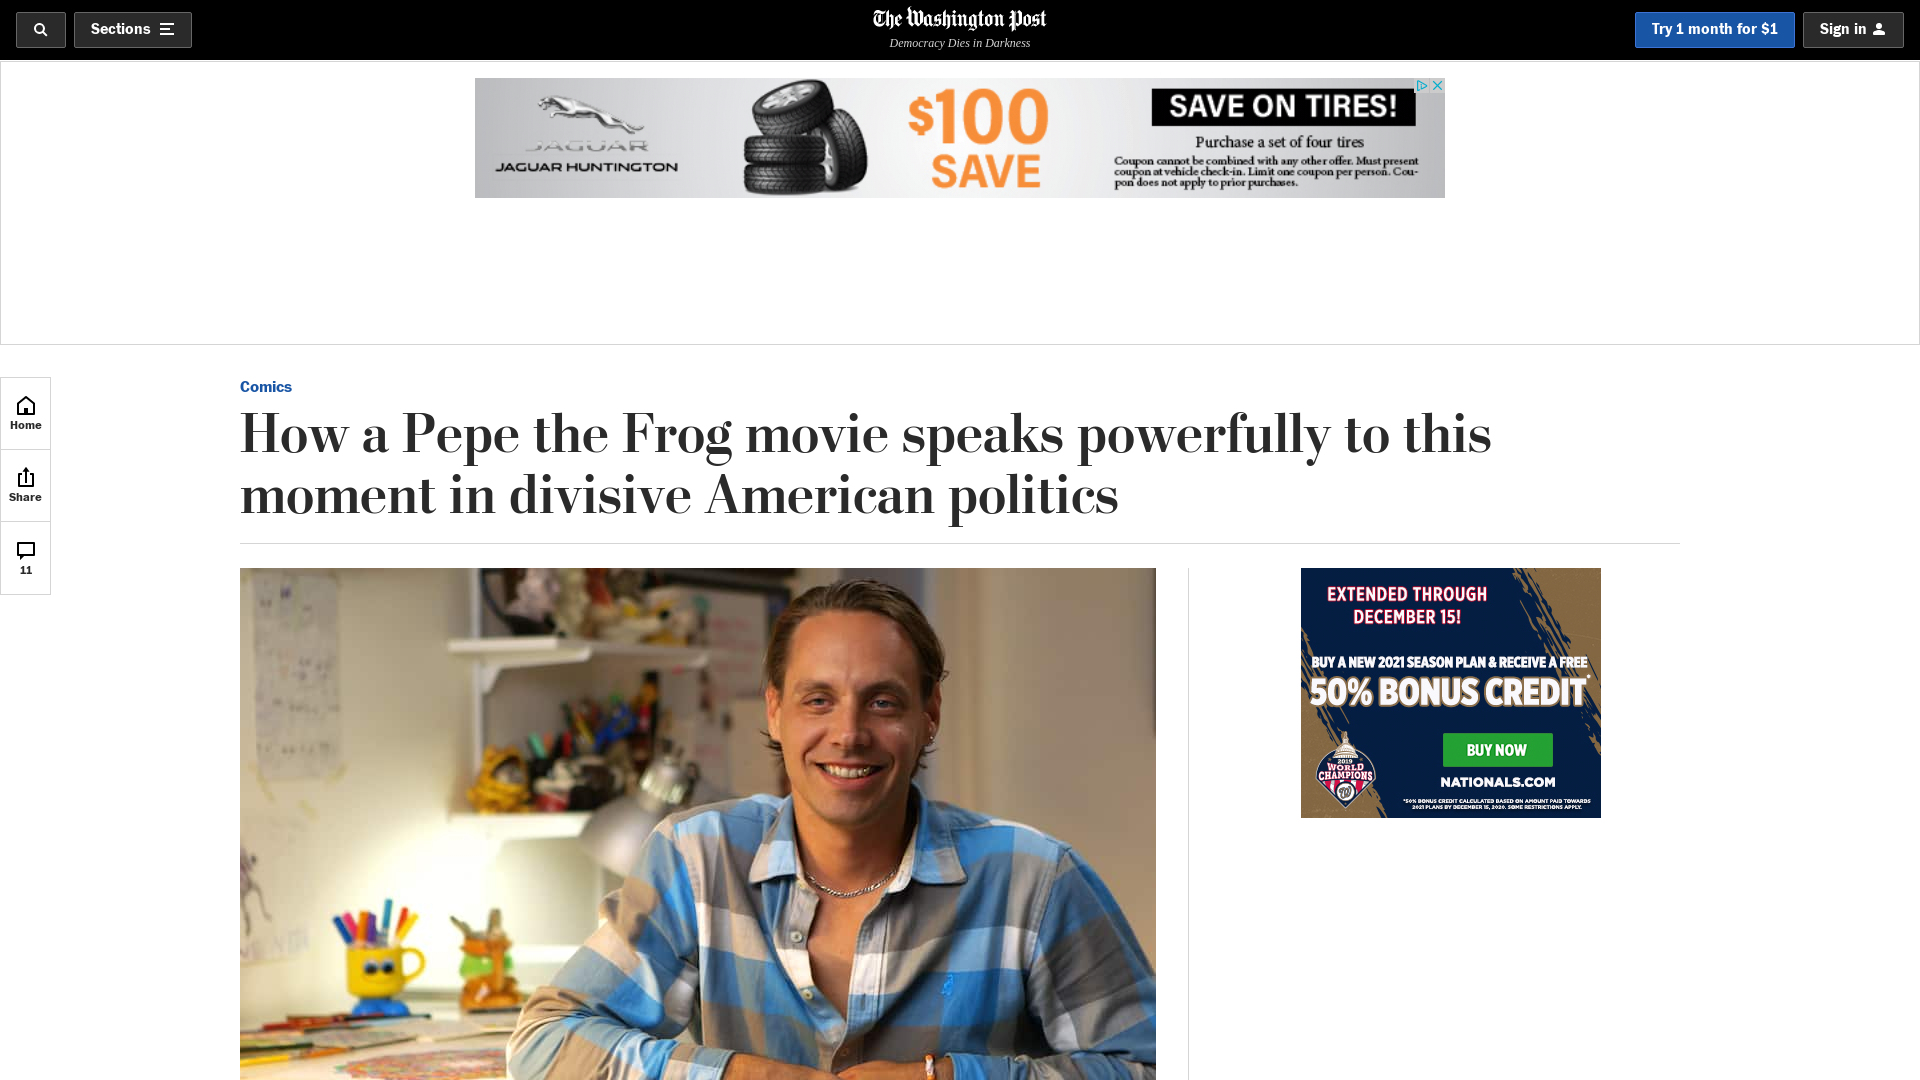 Sections
The Washington Post
Democracy Dies in Darkness
Try 1 month for $1
Sign in
JAGUAR
JAGUAR HUNTINGTON
$100
SAVE
SAVE ON TIRES!
Purchase a set of four tires
Coupon cannot be combined with any other offer. Must present
coupon at vehicle check-in. Limit one coupon per person. Cou-
pon does not apply to prior purchases.
Home
Share
11
Comics
How a Pepe the Frog movie speaks powerfully to this
moment in divisive American politics
EXTENDED THROUGH
DECEMBER 15!
BUY A NEW 2021 SEASON PLAN & RECEIVE A FREE
50% BONUS CREDIT*
BUY NOW
2019
WORLD
CHAMPIONS
W
NATIONALS.COM
*50% BONUS CREDIT CALCULATED BASED ON AMOUNT PAID TOWARDS
2021 PLANS BY DECEMBER 15, 2020. SOME RESTRICTIONS APPLY.